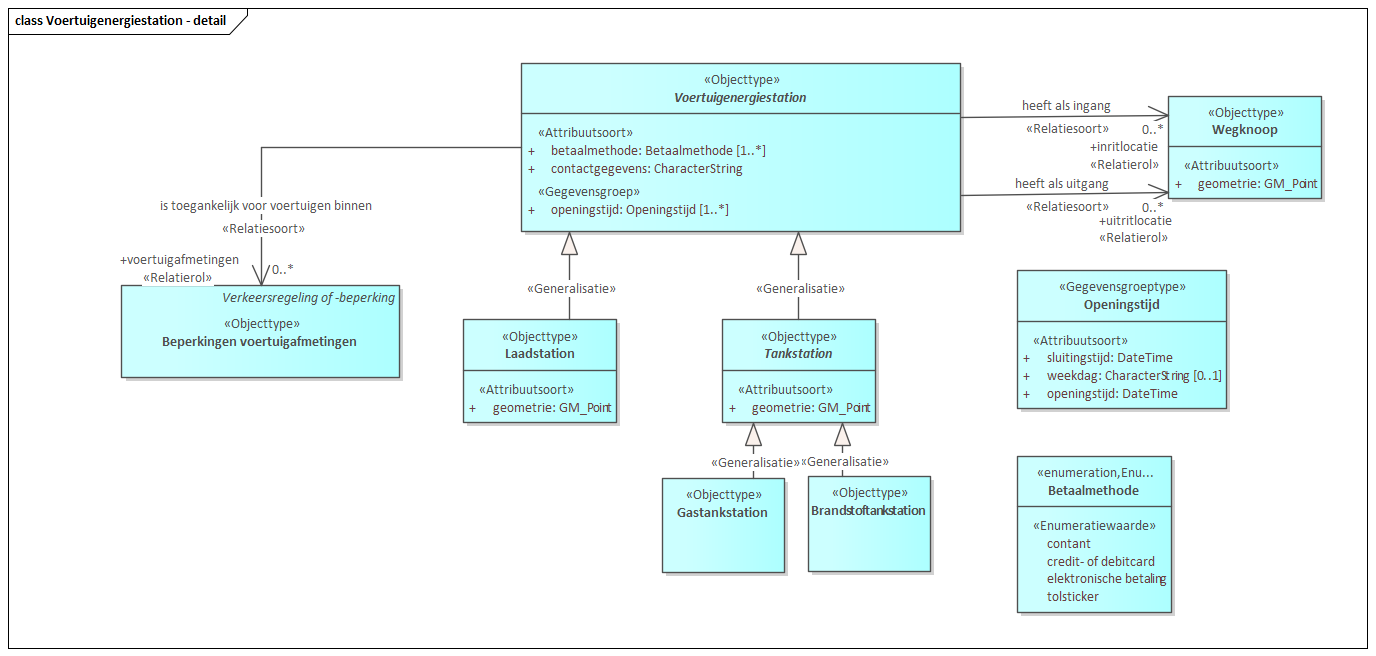 class Voertuigenergiestation - detail
«Objecttype»
Voertuigenergiestation
«Attribuutsoort»
+ betaalmethode: Betaalmethode [1..*]
+ contactgegevens: CharacterString
«Gegevensgroep»
+ openingstijd: Openingstijd [1..*]
heeft als ingang
«Relatiesoort»
0..*
+inritlocatie
«Relatierol»
heeft als uitgang
«Relatiesoort»
0..*
+uitritlocatie
«Relatierol»
«Objecttype»
Wegknoop
«Attribuutsoort»
+ geometrie: GM_Point
is toegankelijk voor voertuigen binnen
«Relatiesoort»
+voertuigafmetingen
0..*
«Relatierol»
Verkeersregeling of -beperking
«Objecttype»
Beperkingen voertuigafmetingen
«Generalisatie»
«Generalisatie»
«Objecttype»
Laadstation
«Attribuutsoort»
+ geometrie: GM_Point
«Objecttype»
Tankstation
«Attribuutsoort»
+ geometrie: GM_Point
«Generalisatie»
«Generalisatie»
«Objecttype»
Gastankstation
«Objecttype»
Brandstoftankstation
«Gegevensgroeptype»
Openingstijd
«Attribuutsoort»
+ sluitingstijd: DateTime
+ weekdag: CharacterString [0..1]
+ openingstijd: DateTime
«enumeration,Enu...
Betaalmethode
«Enumeratiewaarde»
contant
credit- of debitcard
elektronische betaling
tolsticker